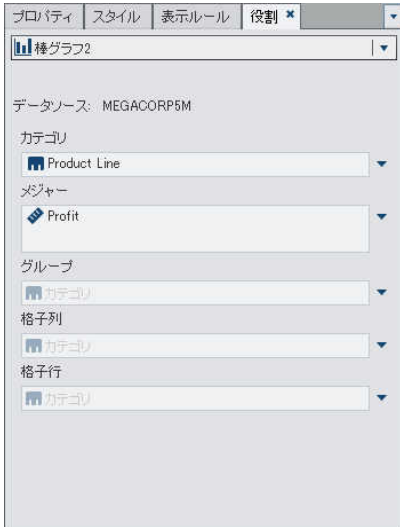 プロパティ スタイル 表示ルール 役割
棒グラフ2
データソース: MEGACORP5M
カテゴリ
Product Line
メジャー
Profit
グループ
カテゴリ
格子列
カテゴリ
格子行
カテゴリ